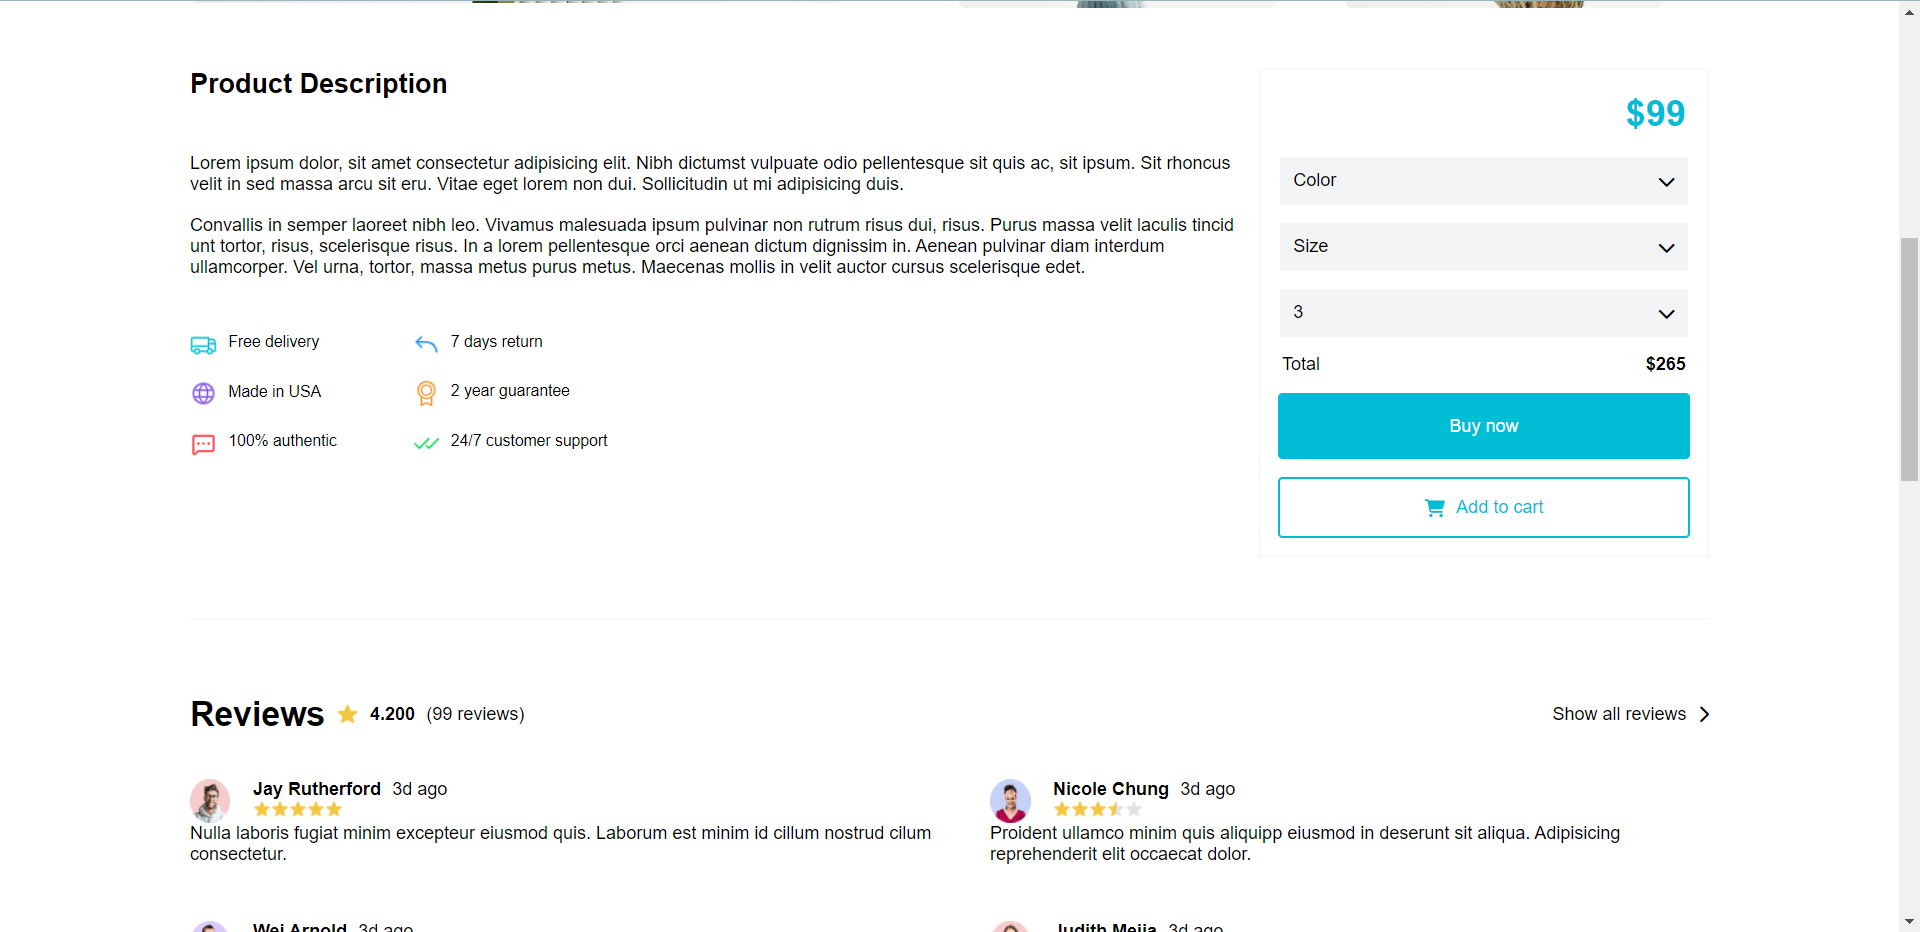 Product Description
Lorem ipsum dolor, sit amet consectetur adipisicing elit. Nibh dictumst vulpuate odio pellentesque sit quis ac, sit ipsum. Sit rhoncus
velit in sed massa arcu sit eru. Vitae eget lorem non dui. Sollicitudin ut mi adipisicing duis.
Convallis in semper laoreet nibh leo. Vivamus malesuada ipsum pulvinar non rutrum risus dui, risus. Purus massa velit laculis tincid
unt tortor, risus, scelerisque risus. In a lorem pellentesque orci aenean dictum dignissim in. Aenean pulvinar diam interdum
ullamcorper. Vel urna, tortor, massa metus purus metus. Maecenas mollis in velit auctor cursus scelerisque edet.
Free delivery
7 days return
Made in USA
2 year guarantee
100% authentic
24/7 customer support
$99
Color
Size
3
Total $265
Buy now
Add to cart
Reviews 4.200 (99 reviews)
Show all reviews
Jay Rutherford 3d ago
Nulla laboris fugiat minim excepteur eiusmod quis. Laborum est minim id cillum nostrud cilum
consectetur.
Nicole Chung 3d ago
Proident ullamco minim quis aliquipp eiusmod in deserunt sit aliqua. Adipisicing
reprehenderit elit occaecat dolor.
Wei Arnold 3d ago
Judith Mejia 3d ago